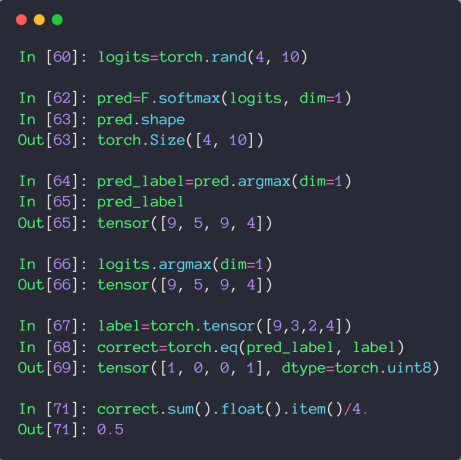 In [60]: logits=torch.rand(4, 10)
In [62]: pred=F.softmax(logits, dim=1)
In [63]: pred.shape
Out[63]: torch.Size([4, 10])
In [64]: pred_label=pred.argmax(dim=1)
In [65]: pred_label
Out[65]: tensor([9, 5, 9, 4])
In [66]: logits.argmax(dim=1)
Out[66]: tensor([9, 5, 9, 4])
In [67]: label=torch.tensor([9,3,2,4])
In [68]: correct=torch.eq(pred_label, label)
Out[69]: tensor([1, 0, 0, 1], dtype=torch.uint8)
In [71]: correct.sum().float().item()/4.
Out[71]: 0.5